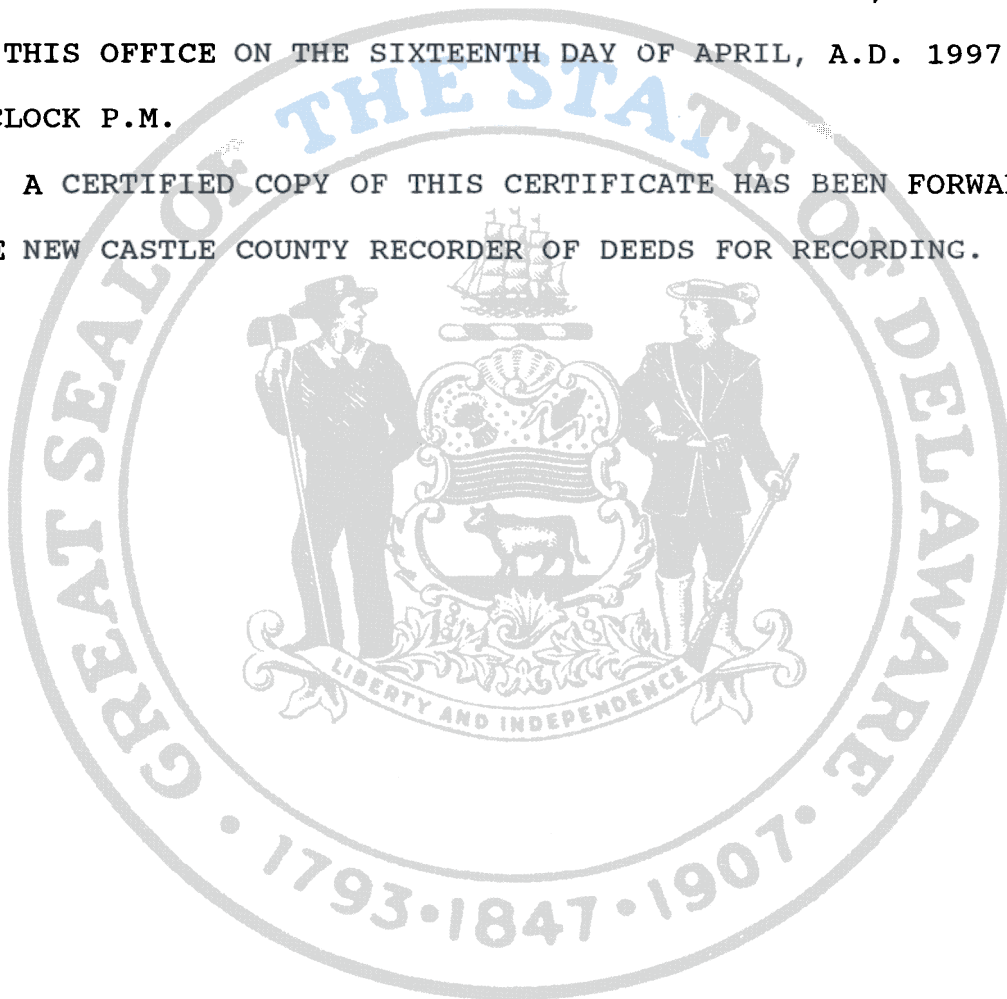 THIS OFFICE ON THE SIXTEENTH DAY OF APRIL, A.D. 1997
CLOCK P.M.
A CERTIFIED COPY OF THIS CERTIFICATE HAS BEEN FORWA
NEW CASTLE COUNTY RECORDER OF DEEDS FOR RECORDING.
GREAT SEAL OF THE STATE OF DELAWARE
LIBERTY AND INDEPENDENCE
· 1793 · 1847 · 1907 ·